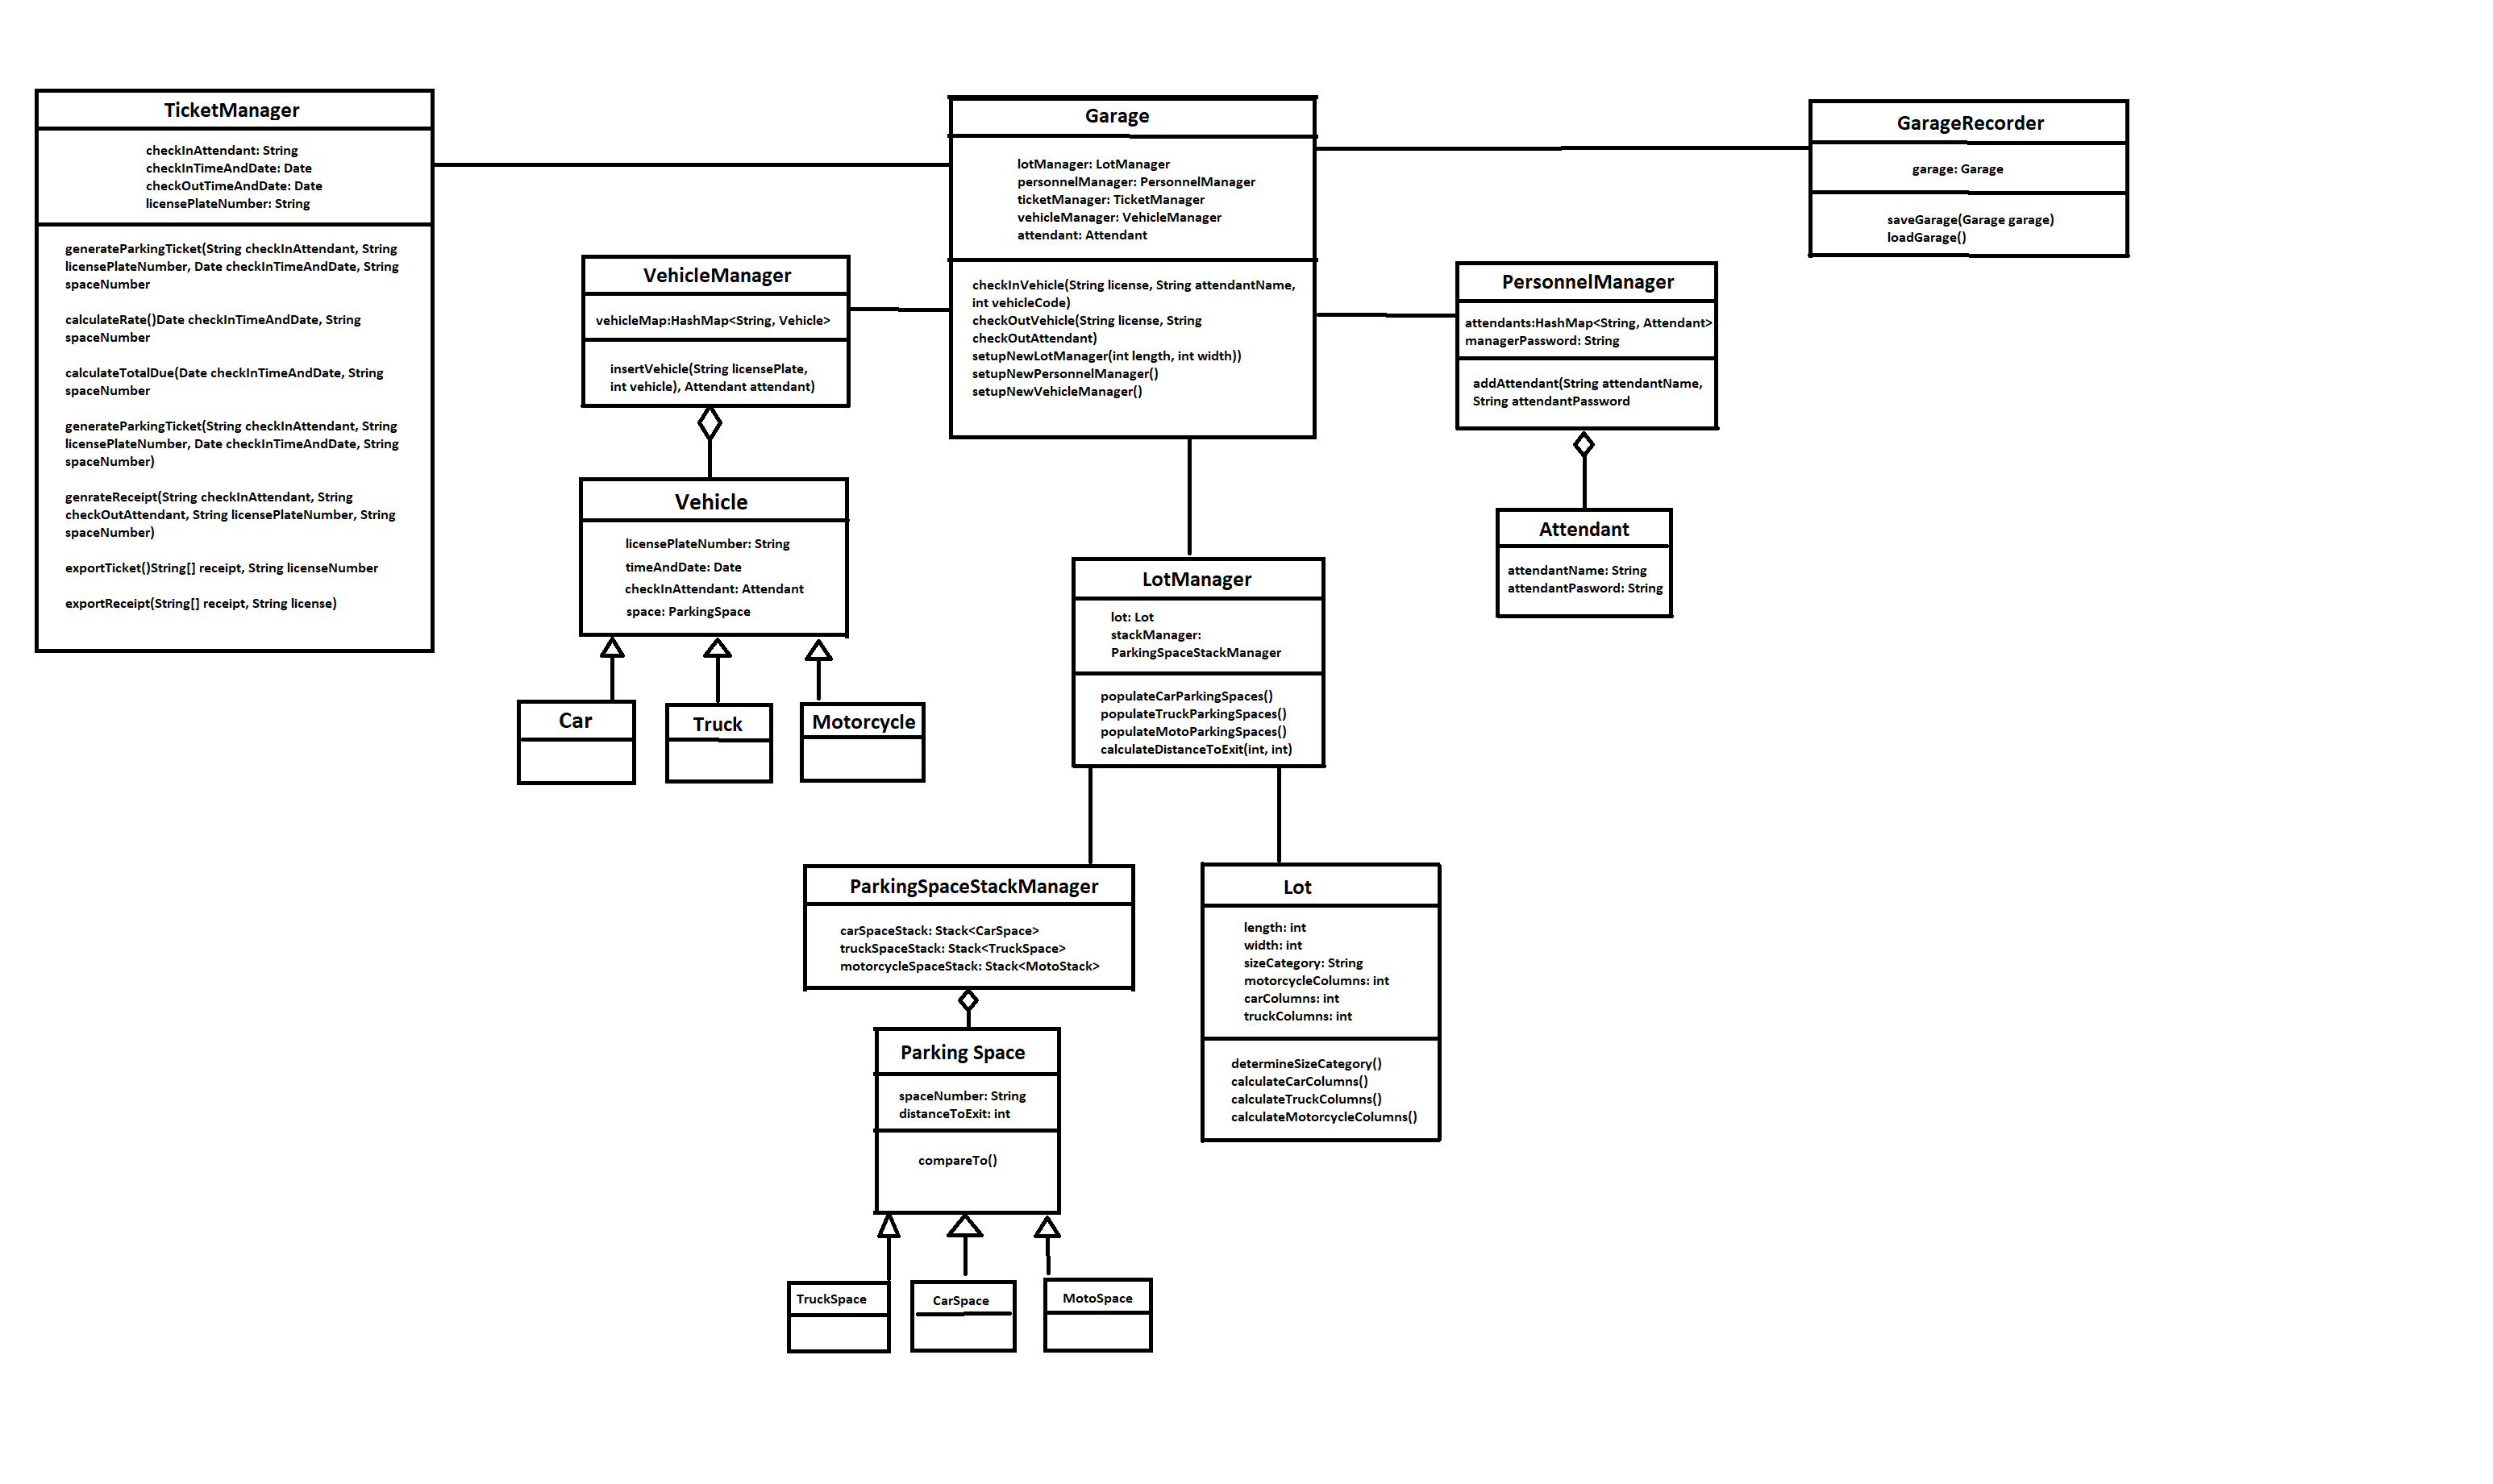 TicketManager
checkInAttendant: String
checkInTimeAndDate: Date
checkOutTimeAndDate: Date
licensePlateNumber: String
generateParkingTicket(String checkInAttendant, String
licensePlateNumber, Date checkInTimeAndDate, String
spaceNumber
calculateRate()Date checkInTimeAndDate, String
spaceNumber
calculateTotalDue(Date checkInTimeAndDate, String
spaceNumber
generateParkingTicket(String checkInAttendant, String
licensePlateNumber, Date checkInTimeAndDate, String
spaceNumber)
genrateReceipt(String checkInAttendant, String
checkOutAttendant, String licensePlateNumber, String
spaceNumber)
exportTicket()String[] receipt, String licenseNumber
exportReceipt(String[] receipt, String license)
Garage
lotManager: LotManager
personnelManager: PersonnelManager
ticketManager: TicketManager
vehicleManager: VehicleManager
attendant: Attendant
checkInVehicle(String license, String attendantName,
int vehicleCode)
checkOutVehicle(String license, String
checkOutAttendant)
setupNewLotManager(int length, int width))
setupNewPersonnelManager()
setupNewVehicleManager()
GarageRecorder
garage: Garage
saveGarage(Garage garage)
loadGarage()
VehicleManager
vehicleMap:HashMap<String, Vehicle>
insertVehicle(String licensePlate,
int vehicle), Attendant attendant)
PersonnelManager
attendants:HashMap<String, Attendant>
managerPassword: String
addAttendant(String attendantName,
String attendantPassword
Vehicle
licensePlateNumber: String
timeAndDate: Date
checkInAttendant: Attendant
space: ParkingSpace
Attendant
attendantName: String
attendantPasword: String
Car
Truck
Motorcycle
LotManager
lot: Lot
stackManager:
ParkingSpaceStackManager
populateCarParkingSpaces()
populateTruckParkingSpaces()
populateMotoParkingSpaces()
calculateDistanceToExit(int, int)
ParkingSpaceStackManager
carSpaceStack: Stack<CarSpace>
truckSpaceStack: Stack<TruckSpace>
motorcycleSpaceStack: Stack<MotoStack>
Lot
length: int
width: int
sizeCategory: String
motorcycleColumns: int
carColumns: int
truckColumns: int
determineSizeCategory()
calculateCarColumns()
calculateTruckColumns()
calculateMotorcycleColumns()
Parking Space
spaceNumber: String
distanceToExit: int
compareTo()
TruckSpace
CarSpace
MotoSpace